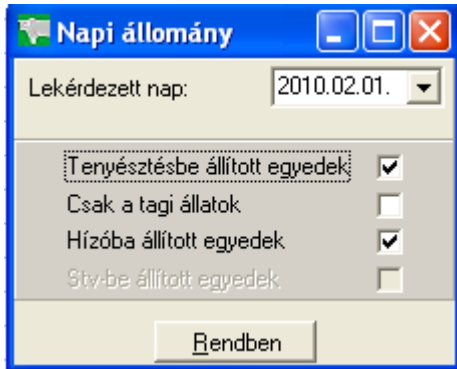 Napi állomány
Lekérdezett nap: 2010.02.01.
Tenyésztésbe állított egyedek
Csak a tagi állatok
Hízóba állított egyedek
Stv-be állított egyedek
Rendben